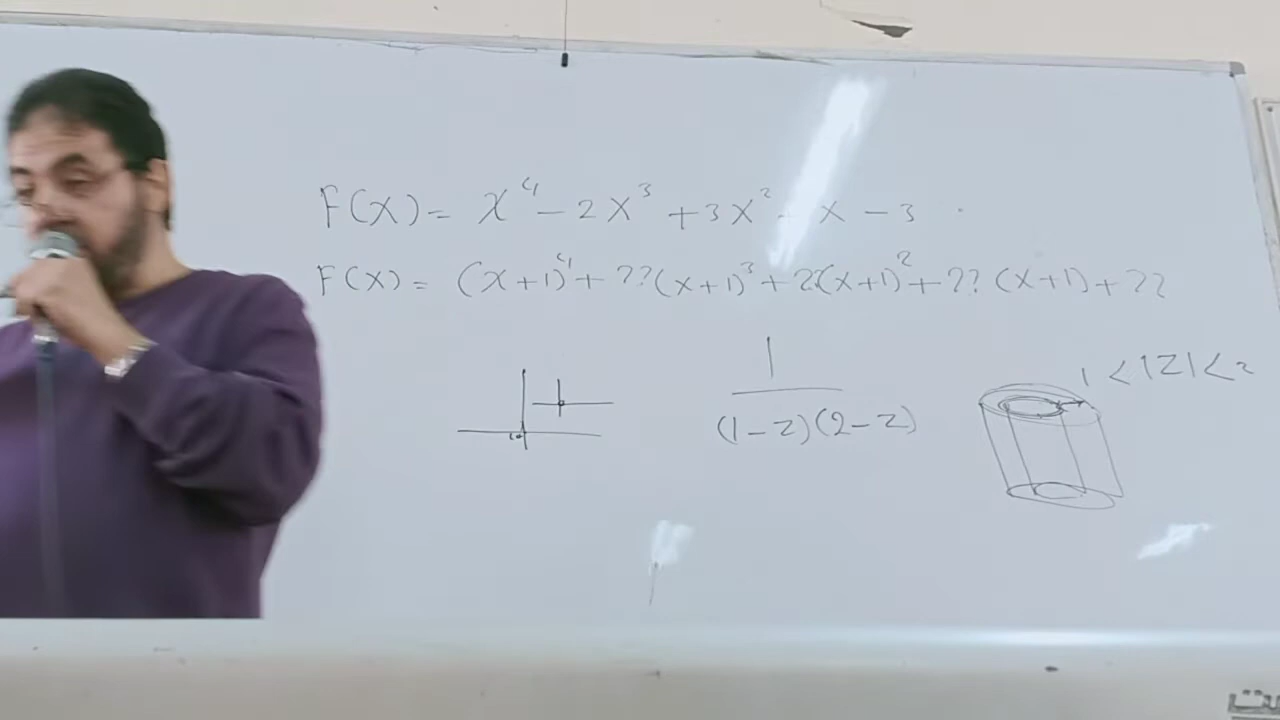 F(X) = X⁴ - 2X³ + 3X² - X - 3
F(X) = (X+1)⁴ + ??(X+1)³ + ??(X+1)² + ??(X+1) + ??
1
(1-Z)(2-Z)
1 < |Z| < 2